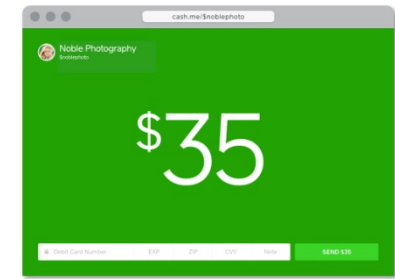 cash.me/$noblephoto
Noble Photography
$noblephoto
$35
Debit Card Number EXP ZIP CVV Note SEND $35